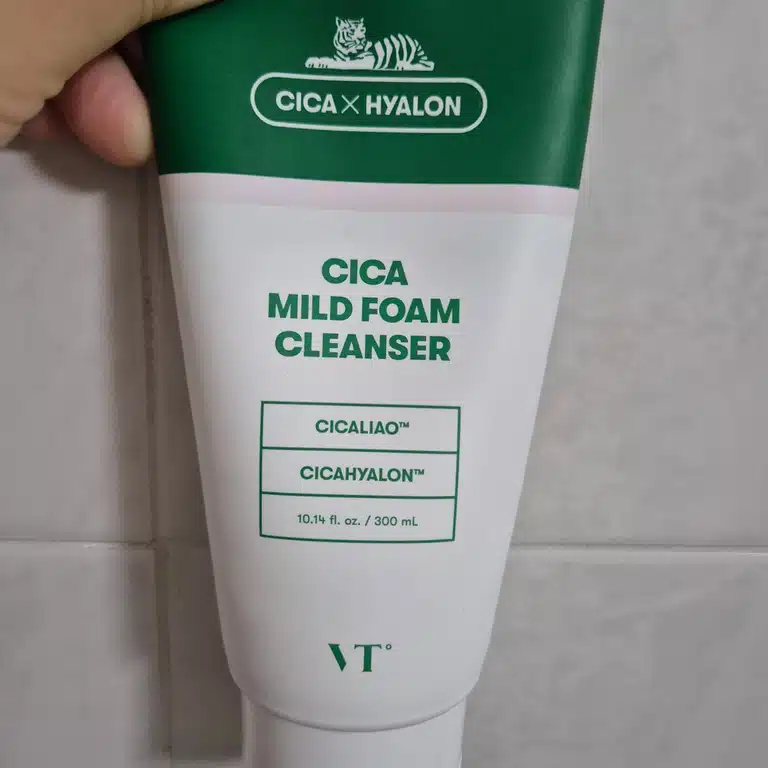 CICA × HYALON
CICA
MILD FOAM
CLEANSER
CICALIAO™
CICAHYALON™
10.14 fl. oz. / 300 mL
VT°